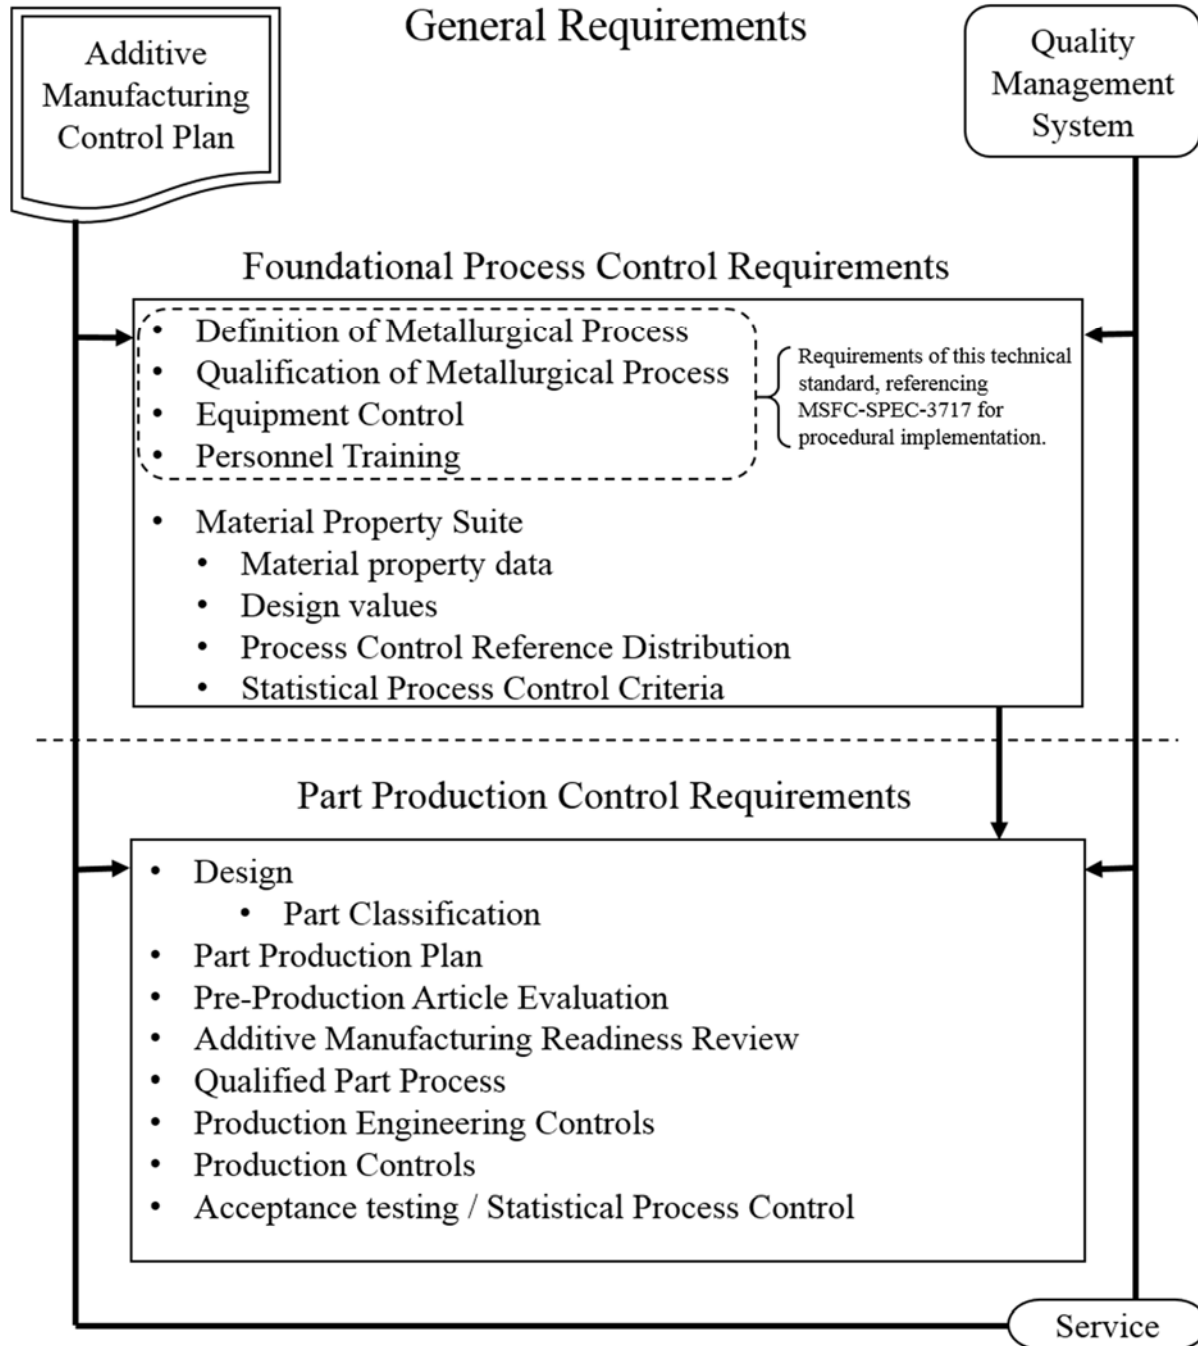 General Requirements
Additive
Manufacturing
Control Plan
Quality
Management
System
Foundational Process Control Requirements
• Definition of Metallurgical Process
• Qualification of Metallurgical Process
• Equipment Control
• Personnel Training
Requirements of this technical
standard, referencing
MSFC-SPEC-3717 for
procedural implementation.
• Material Property Suite
• Material property data
• Design values
• Process Control Reference Distribution
• Statistical Process Control Criteria
Part Production Control Requirements
• Design
• Part Classification
• Part Production Plan
• Pre-Production Article Evaluation
• Additive Manufacturing Readiness Review
• Qualified Part Process
• Production Engineering Controls
• Production Controls
• Acceptance testing / Statistical Process Control
Service